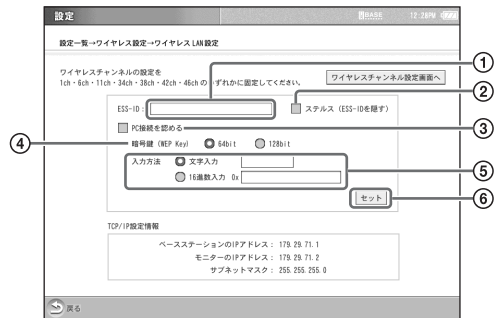 設定
BASE
12:28PM
設定一覧→ワイヤレス設定→ワイヤレスLAN設定
ワイヤレスチャンネルの設定を
1ch・6ch・11ch・34ch・38ch・42ch・46chのいずれかに固定してください。
ワイヤレスチャンネル設定画面へ
①
②
ESS-ID：
ステルス（ESS-IDを隠す）
PC接続を認める
③
④
暗号鍵（WEP Key）
64bit
128bit
入力方法
文字入力
16進数入力 0x
⑤
セット
⑥
TCP/IP設定情報
ベースステーションのIPアドレス： 179. 29. 71. 1
モニターのIPアドレス： 179. 29. 71. 2
サブネットマスク： 255. 255. 255. 0
戻る